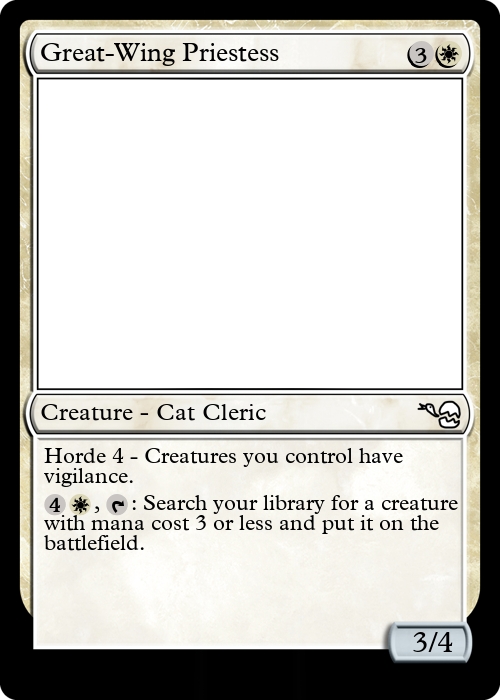 Great-Wing Priestess 3
Creature - Cat Cleric
Horde 4 - Creatures you control have
vigilance.
4 , : Search your library for a creature
with mana cost 3 or less and put it on the
battlefield.
3/4